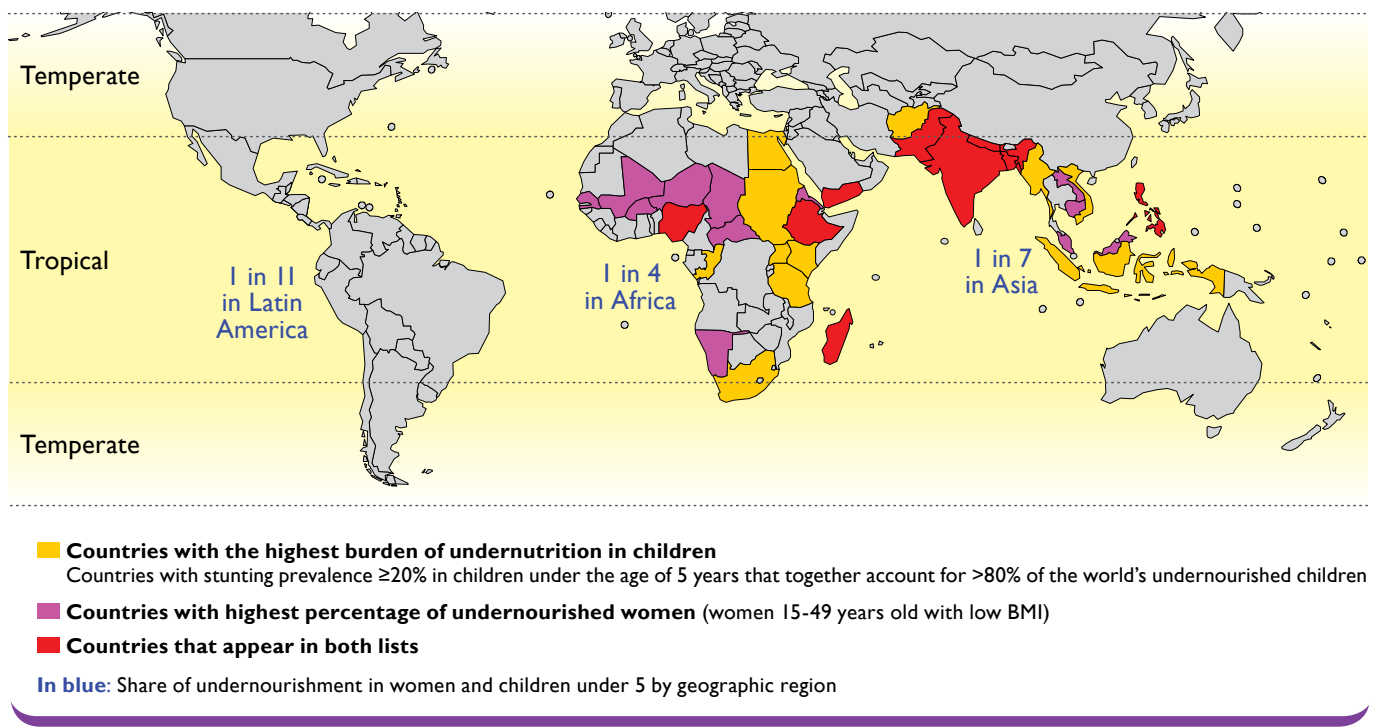 Temperate
Tropical
1 in 11
in Latin
America
1 in 4
in Africa
1 in 7
in Asia
Temperate
Countries with the highest burden of undernutrition in children
Countries with stunting prevalence ≥20% in children under the age of 5 years that together account for >80% of the world’s undernourished children
Countries with highest percentage of undernourished women (women 15-49 years old with low BMI)
Countries that appear in both lists
In blue: Share of undernourishment in women and children under 5 by geographic region